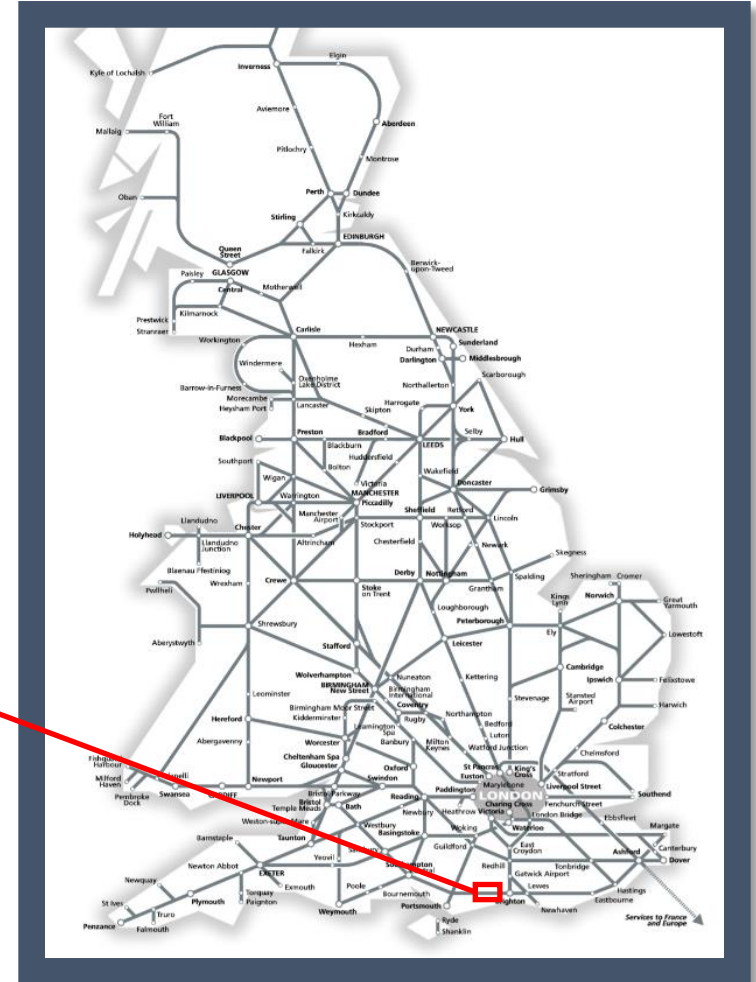 Elgin
Inverness
Kyle of Lochalsh
Aviemore
Fort
William
Aberdeen
Mallaig
Pitlochry
Montrose
Perth
Dundee
Oban
Kirkcaldy
Stirling
EDINBURGH
Queen
Street
Falkirk
Berwick-
upon-Tweed
Paisley
GLASGOW
Central
Motherwell
Prestwick
Kilmarnock
Stranraer
Carlisle
NEWCASTLE
Workington
Hexham
Durham
Sunderland
Darlington
Middlesbrough
Windermere
Scarborough
Oxenholme
Lake District
Barrow-in-Furness
Northallerton
Morecambe
Heysham Port
Lancaster
Harrogate
Skipton
York
Preston
Bradford
Selby
Blackpool
Blackburn
LEEDS
Hull
Huddersfield
Southport
Bolton
Wakefield
Wigan
Victoria
Doncaster
LIVERPOOL
Warrington
MANCHESTER
Piccadilly
Grimsby
Manchester
Airport
Sheffield
Retford
Llandudno
Chester
Stockport
Worksop
Lincoln
Holyhead
Llandudno
Junction
Altrincham
Chesterfield
Newark
Skegness
Blaenau Ffestiniog
Derby
Nottingham
Spalding
Sheringham
Cromer
Pwllheli
Wrexham
Crewe
Stoke
on Trent
Grantham
Kings
Lynn
Norwich
Great
Yarmouth
Loughborough
Shrewsbury
Peterborough
Aberystwyth
Stafford
Leicester
Ely
Lowestoft
Wolverhampton
Cambridge
BIRMINGHAM
New Street
Nuneaton
Kettering
Ipswich
Felixstowe
Birmingham
International
Leominster
Birmingham Moor Street
Coventry
Stevenage
Stansted
Airport
Harwich
Hereford
Kidderminster
Rugby
Northampton
Leamington
Spa
Bedford
Colchester
Abergavenny
Worcester
Banbury
Milton
Keynes
Luton
Cheltenham Spa
Watford Junction
Chelmsford
Fishguard
Harbour
Gloucester
Oxford
St Pancras
King's
Cross
Milford
Haven
Newport
Swindon
Euston
Stratford
Bristol Parkway
Marylebone
Liverpool Street
Pembroke
Dock
Swansea
Bristol
Temple Meads
Bath
Reading
Paddington
LONDON
Southend
Charing Cross
Fenchurch Street
Newbury
Heathrow
Victoria
London Bridge
Ebbsfleet
Barnstaple
Westbury
Basingstoke
Woking
Waterloo
Margate
Taunton
East
Croydon
Canterbury
Yeovil
Guildford
Newton Abbot
Redhill
Tonbridge
Ashford
Dover
EXETER
Gatwick Airport
Newquay
Exmouth
Poole
Bournemouth
Lewes
Hastings
St Ives
Plymouth
Torquay
Paignton
Eastbourne
Truro
Weymouth
Portsmouth
Newhaven
Penzance
Falmouth
Ryde
Shanklin
Services to France
and Europe